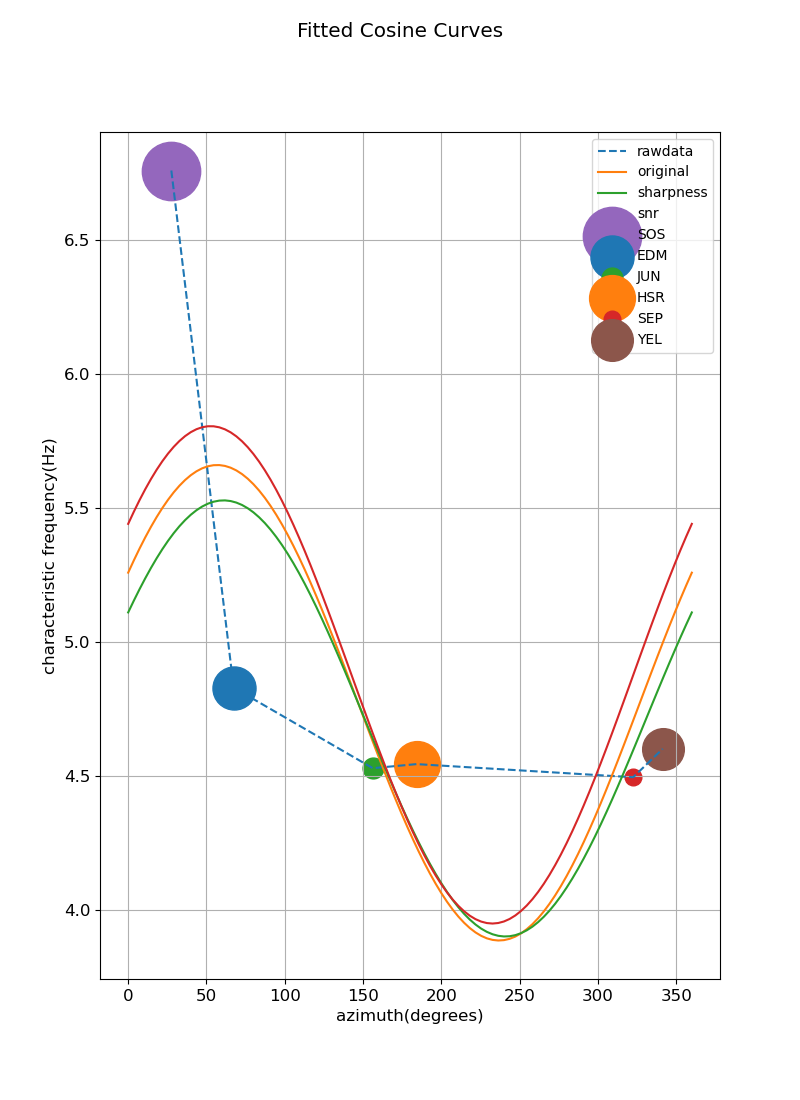 Fitted Cosine Curves
rawdata
original
sharpness
snr
SOS
EDM
JUN
HSR
SEP
YEL
characteristic frequency(Hz)
6.5
6.0
5.5
5.0
4.5
4.0
0 50 100 150 200 250 300 350
azimuth(degrees)